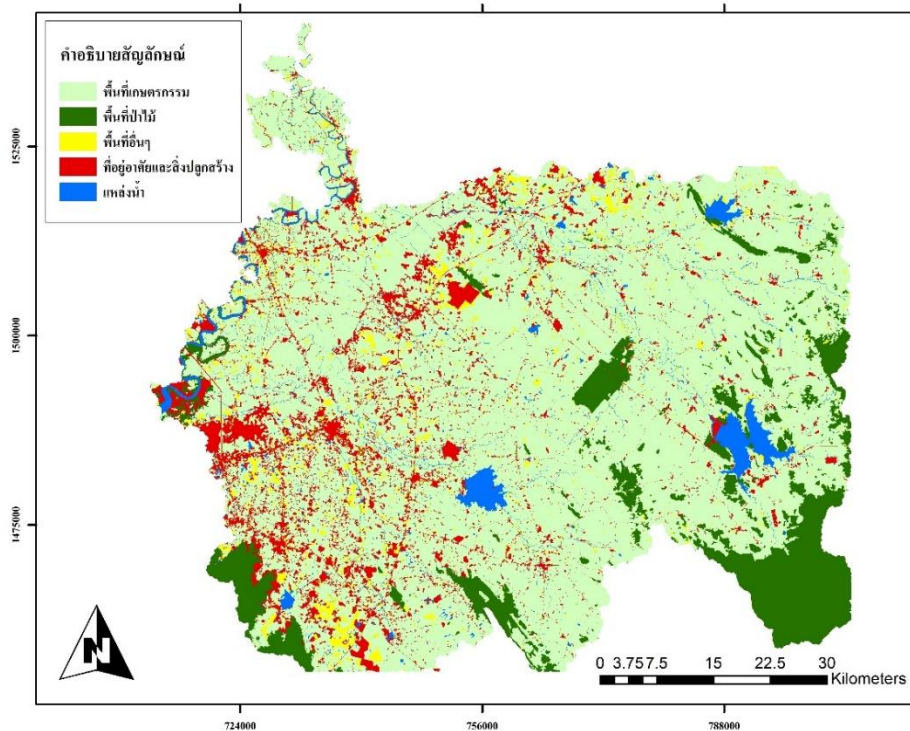 คำอธิบายสัญลักษณ์
พื้นที่เกษตรกรรม
พื้นที่ป่าไม้
พื้นที่อื่นๆ
ที่อยู่อาศัยและสิ่งปลูกสร้าง
แหล่งน้ำ
1525000
1500000
1475000
N
0 3.757.5 15 22.5 30
Kilometers
724000 756000 788000